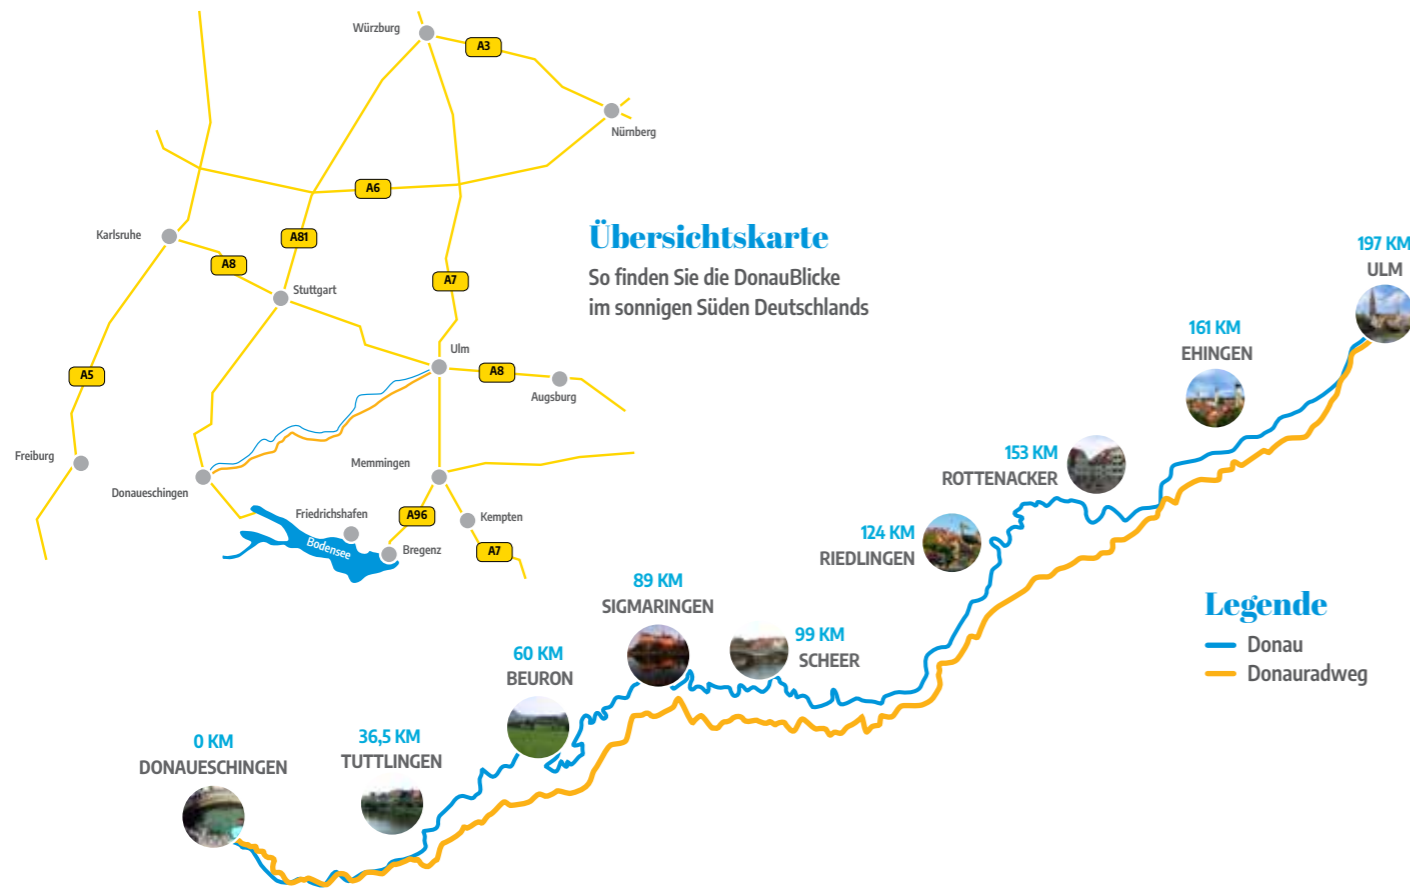 Würzburg
A3
Nürnberg
A6
Karlsruhe
A81
A8
Stuttgart
A7
Ulm
A8
A5
Augsburg
Freiburg
Memmingen
Donaueschingen
Friedrichshafen
A96
Kempten
Bodensee
Bregenz
A7
Übersichtskarte
So finden Sie die DonauBlicke
im sonnigen Süden Deutschlands
197 KM
ULM
161 KM
EHINGEN
153 KM
ROTTENACKER
124 KM
RIEDLINGEN
89 KM
SIGMARINGEN
99 KM
SCHEER
60 KM
BEURON
36,5 KM
TUTTLINGEN
0 KM
DONAUESCHINGEN
Legende
Donau
Donauradweg